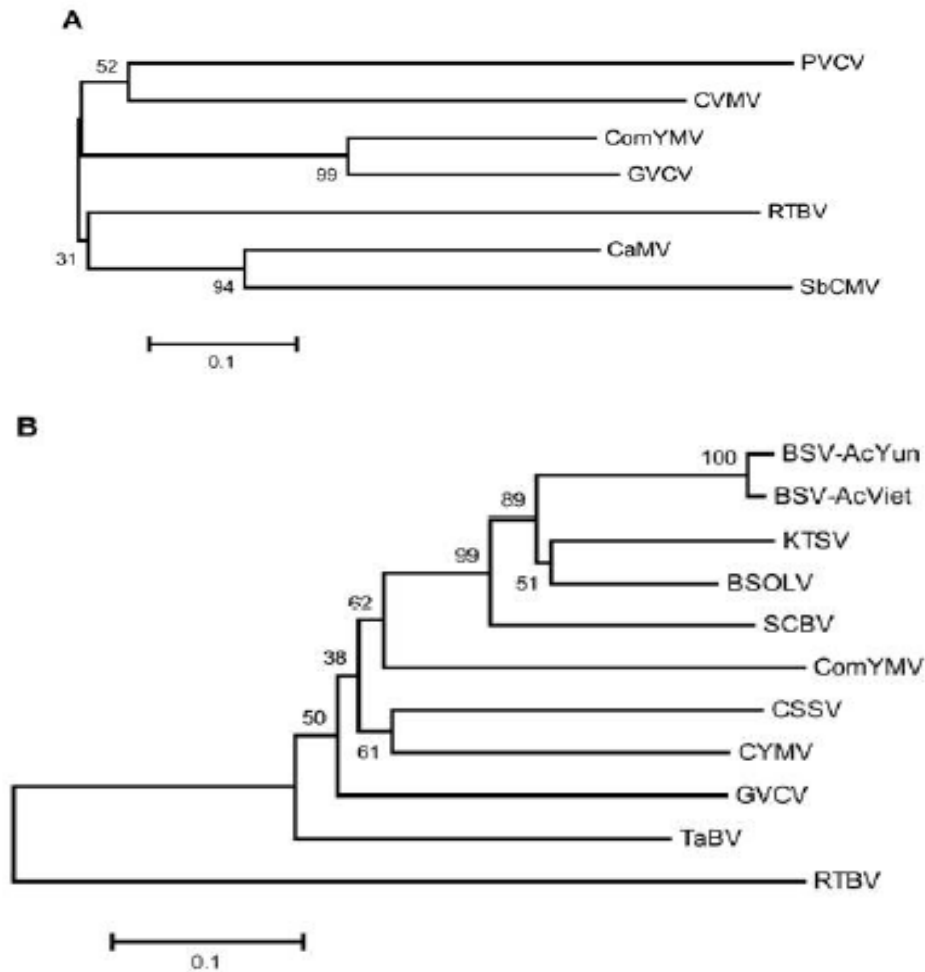 A
52
PVCV
CVMV
ComYMV
99
GVCV
RTBV
31
CaMV
94
SbCMV
0.1
B
100
BSV-AcYun
BSV-AcViet
89
KTSV
99
51
BSOLV
62
SCBV
38
ComYMV
50
CSSV
61
CYMV
GVCV
TaBV
RTBV
0.1